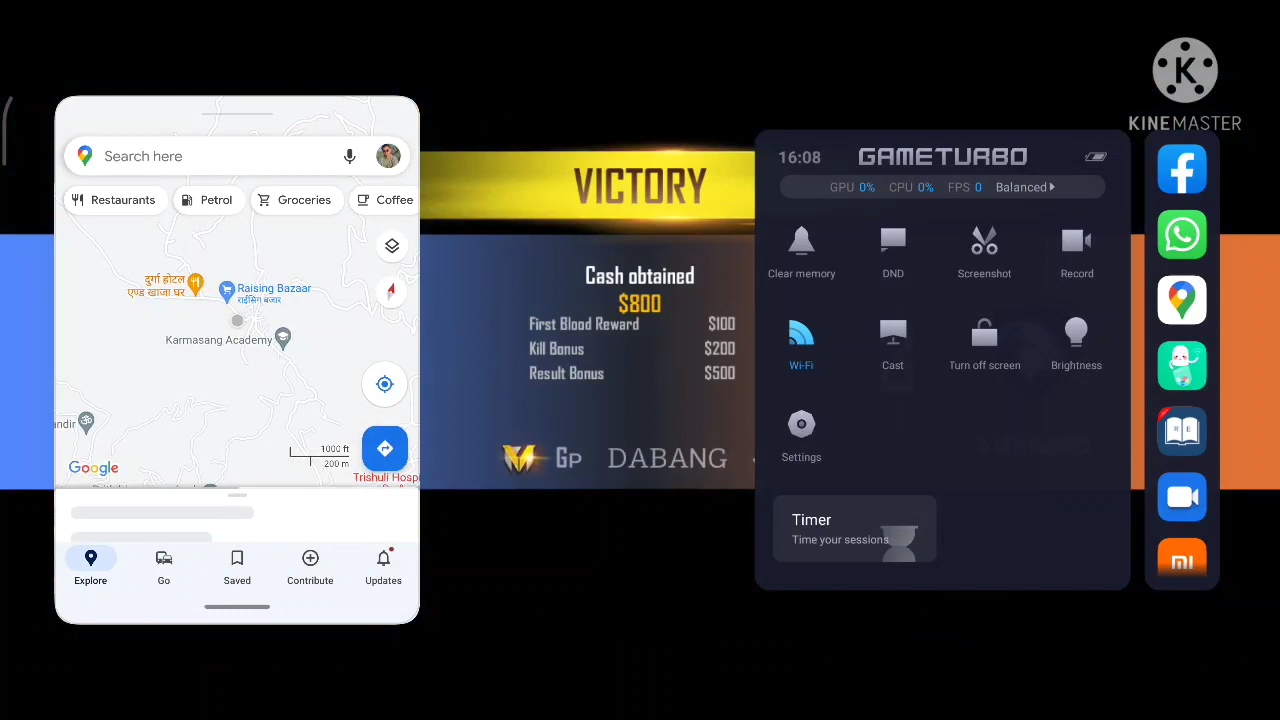 Search here
Restaurants
Petrol
Groceries
Coffee
दुर्गा होटल
एण्ड खाजा घर
Raising Bazaar
राईसिंग बजार
Karmasang Academy
andir
1000 ft
200 m
Google
Trishuli Hosp
Explore
Go
Saved
Contribute
Updates
VICTORY
Cash obtained
$800
First Blood Reward $100
Kill Bonus $200
Result Bonus $500
GP DABANG
16:08 GAMETURBO
GPU 0% CPU 0% FPS 0 Balanced
Clear memory
DND
Screenshot
Record
Wi-Fi
Cast
Turn off screen
Brightness
Settings
Timer
Time your sessions
K
KINEMASTER
R E
mi